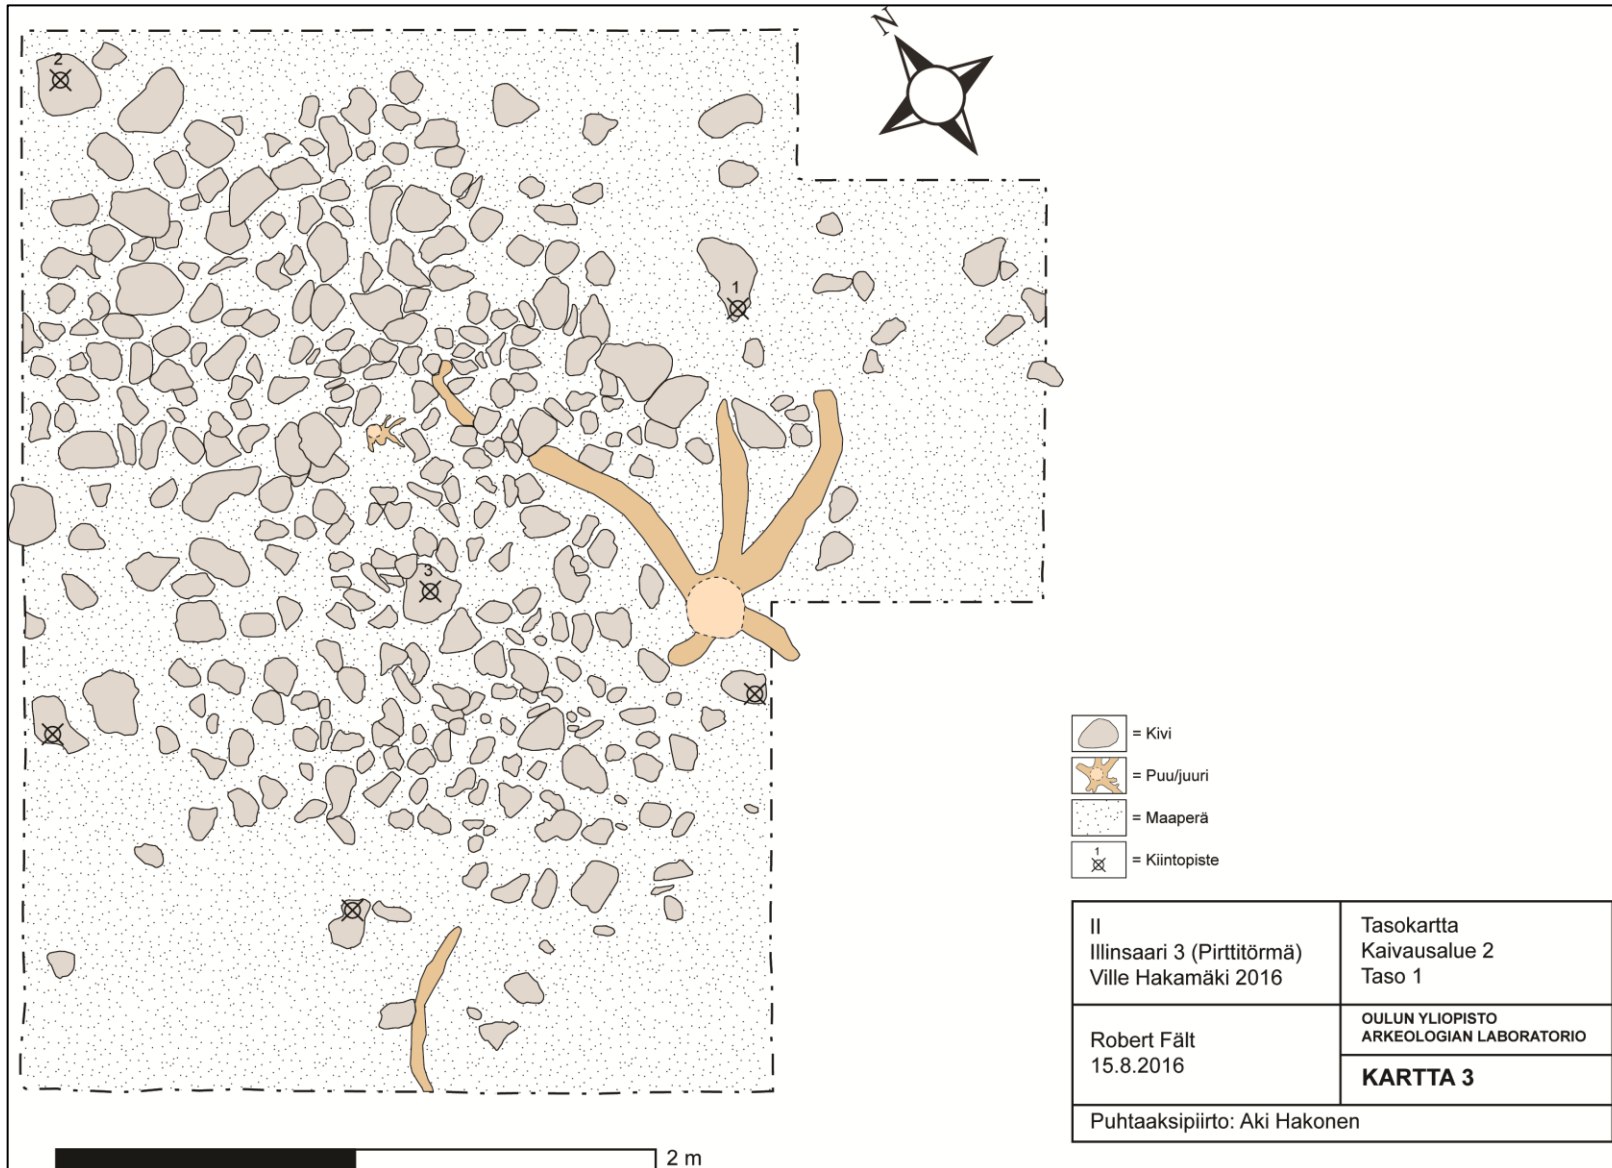 N
2
1
3
= Kivi
= Puu/juuri
= Maaperä
1
= Kiintopiste
II
Illinsaari 3 (Pirttitörmä)
Ville Hakamäki 2016
Tasokartta
Kaivausalue 2
Taso 1
Robert Fält
15.8.2016
OULUN YLIOPISTO
ARKEOLOGIAN LABORATORIO
KARTTA 3
Puhtaaksipiirto: Aki Hakonen
2 m